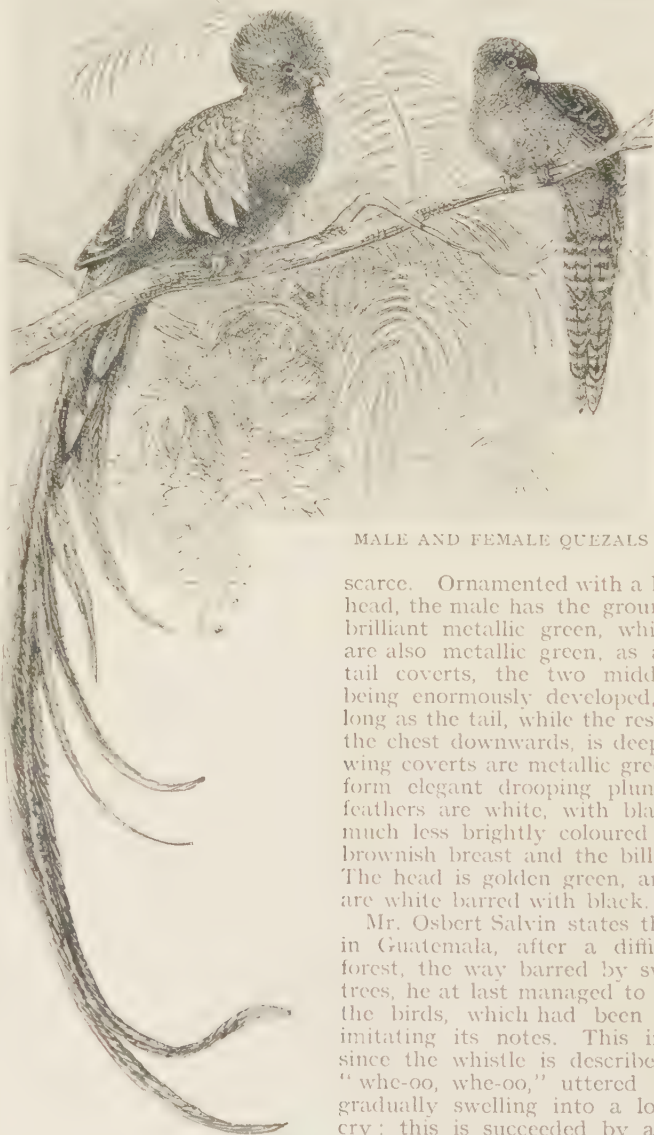 MALE AND FEMALE QUEZALS
scarce. Ornamented with a
head, the male has the groun
brilliant metallic green, whi
are also metallic green, as a
tail coverts, the two midd
being enormously developed,
long as the tail, while the res
the chest downwards, is deep
wing coverts are metallic gre
form elegant drooping plun
feathers are white, with bla
much less brightly coloured
brownish breast and the bill
The head is golden green, an
are white barred with black.
Mr. Osbert Salvin states th
in Guatemala, after a diffi
forest, the way barred by sw
trees, he at last managed to
the birds, which had been
imitating its notes. This i
since the whistle is describe
“ whe-oo, whe-oo,” uttered
gradually swelling into a lo
cry ; this is succeeded by a